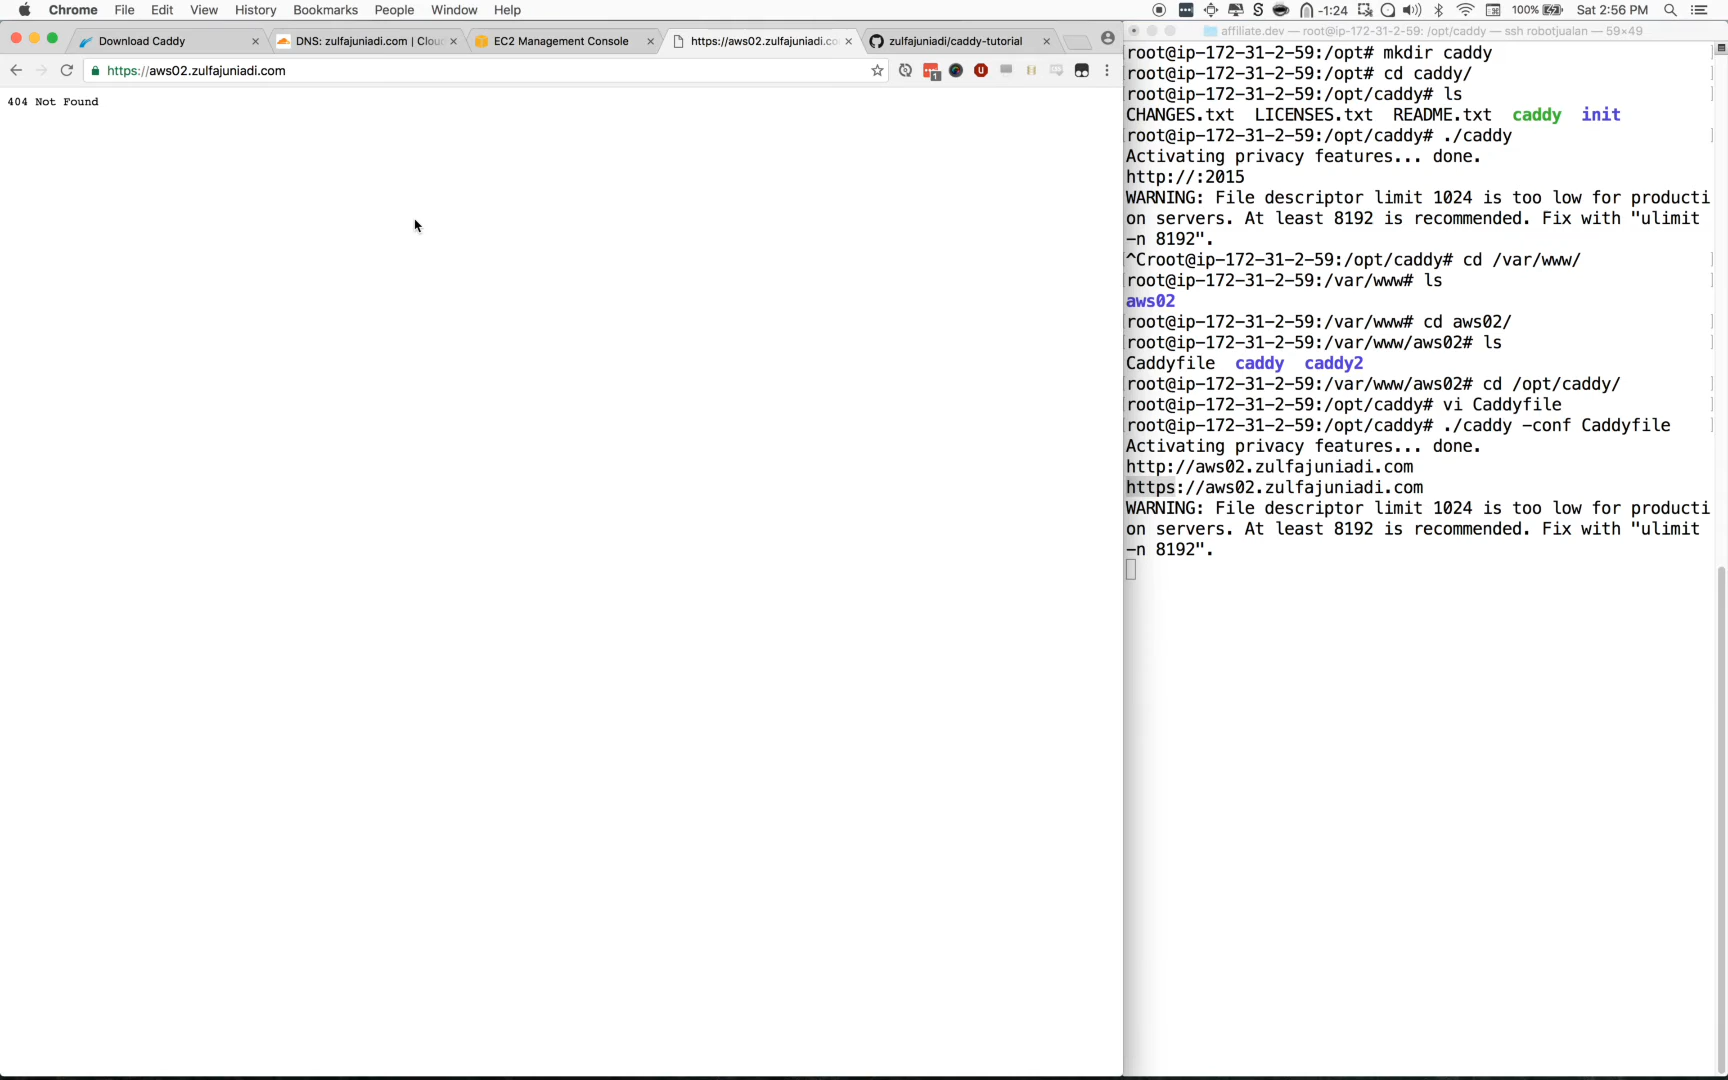 Chrome File Edit View History Bookmarks People Window Help
-1:24 100% Sat 2:56 PM
Download Caddy
DNS: zulfajuniadi.com | Clou
EC2 Management Console
https://aws02.zulfajuniadi.co
zulfajuniadi/caddy-tutorial
https://aws02.zulfajuniadi.com
404 Not Found
affiliate.dev — root@ip-172-31-2-59: /opt/caddy — ssh robotjualan — 59×49
root@ip-172-31-2-59:/opt# mkdir caddy
root@ip-172-31-2-59:/opt# cd caddy/
root@ip-172-31-2-59:/opt/caddy# ls
CHANGES.txt LICENSES.txt README.txt caddy init
root@ip-172-31-2-59:/opt/caddy# ./caddy
Activating privacy features... done.
http://:2015
WARNING: File descriptor limit 1024 is too low for producti
on servers. At least 8192 is recommended. Fix with "ulimit
-n 8192".
^Croot@ip-172-31-2-59:/opt/caddy# cd /var/www/
root@ip-172-31-2-59:/var/www# ls
aws02
root@ip-172-31-2-59:/var/www# cd aws02/
root@ip-172-31-2-59:/var/www/aws02# ls
Caddyfile caddy caddy2
root@ip-172-31-2-59:/var/www/aws02# cd /opt/caddy/
root@ip-172-31-2-59:/opt/caddy# vi Caddyfile
root@ip-172-31-2-59:/opt/caddy# ./caddy -conf Caddyfile
Activating privacy features... done.
http://aws02.zulfajuniadi.com
https://aws02.zulfajuniadi.com
WARNING: File descriptor limit 1024 is too low for producti
on servers. At least 8192 is recommended. Fix with "ulimit
-n 8192".